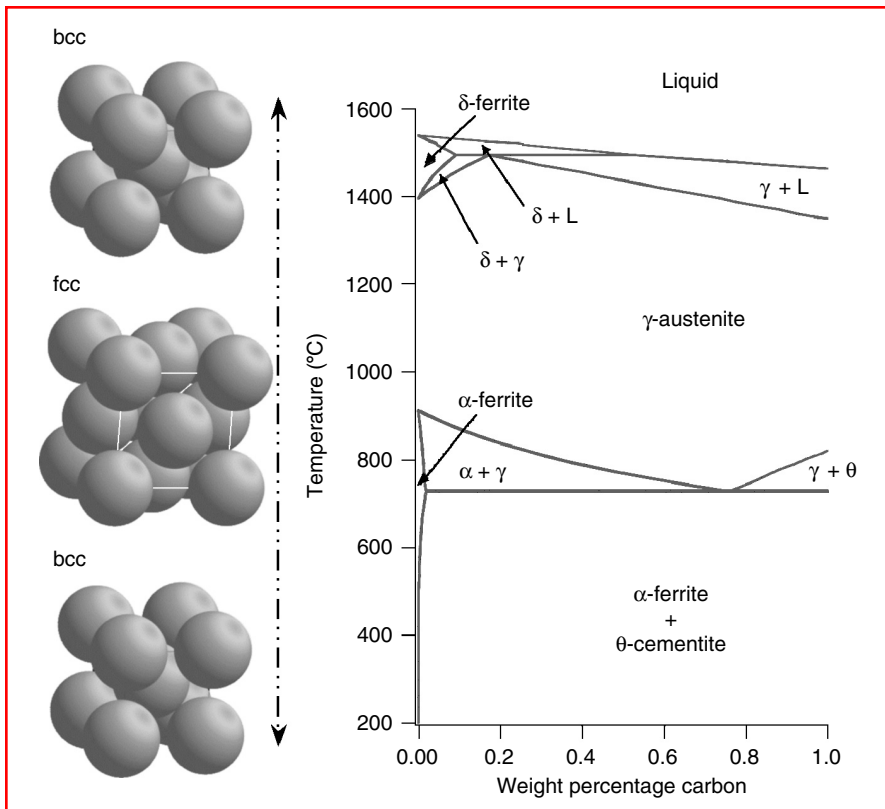 bcc
fcc
bcc
Liquid
δ-ferrite
γ + L
δ + L
δ + γ
γ-austenite
α-ferrite
α + γ
γ + θ
α-ferrite
+
θ-cementite
Temperature (°C)
1600
1400
1200
1000
800
600
400
200
0.00 0.2 0.4 0.6 0.8 1.0
Weight percentage carbon